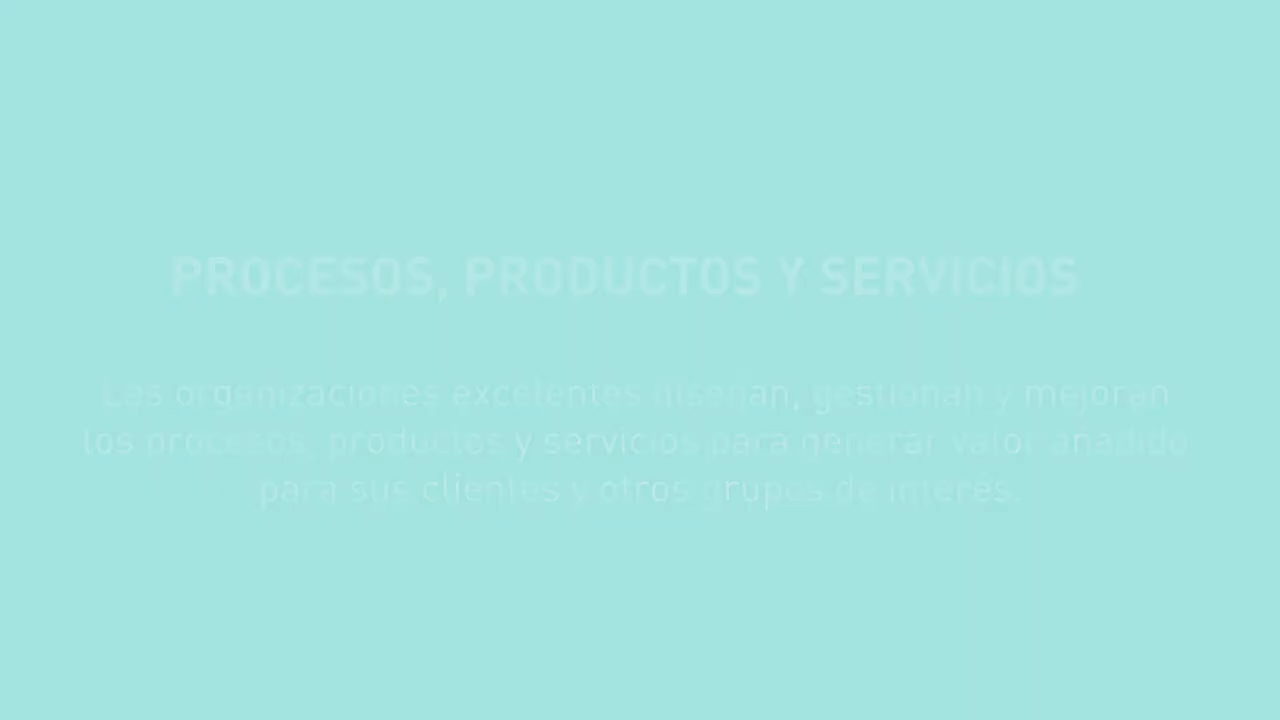 PROCESOS, PRODUCTOS Y SERVICIOS
Las organizaciones excelentes diseñan, gestionan y mejoran
los procesos, productos y servicios para generar valor añadido
para sus clientes y otros grupos de interés.